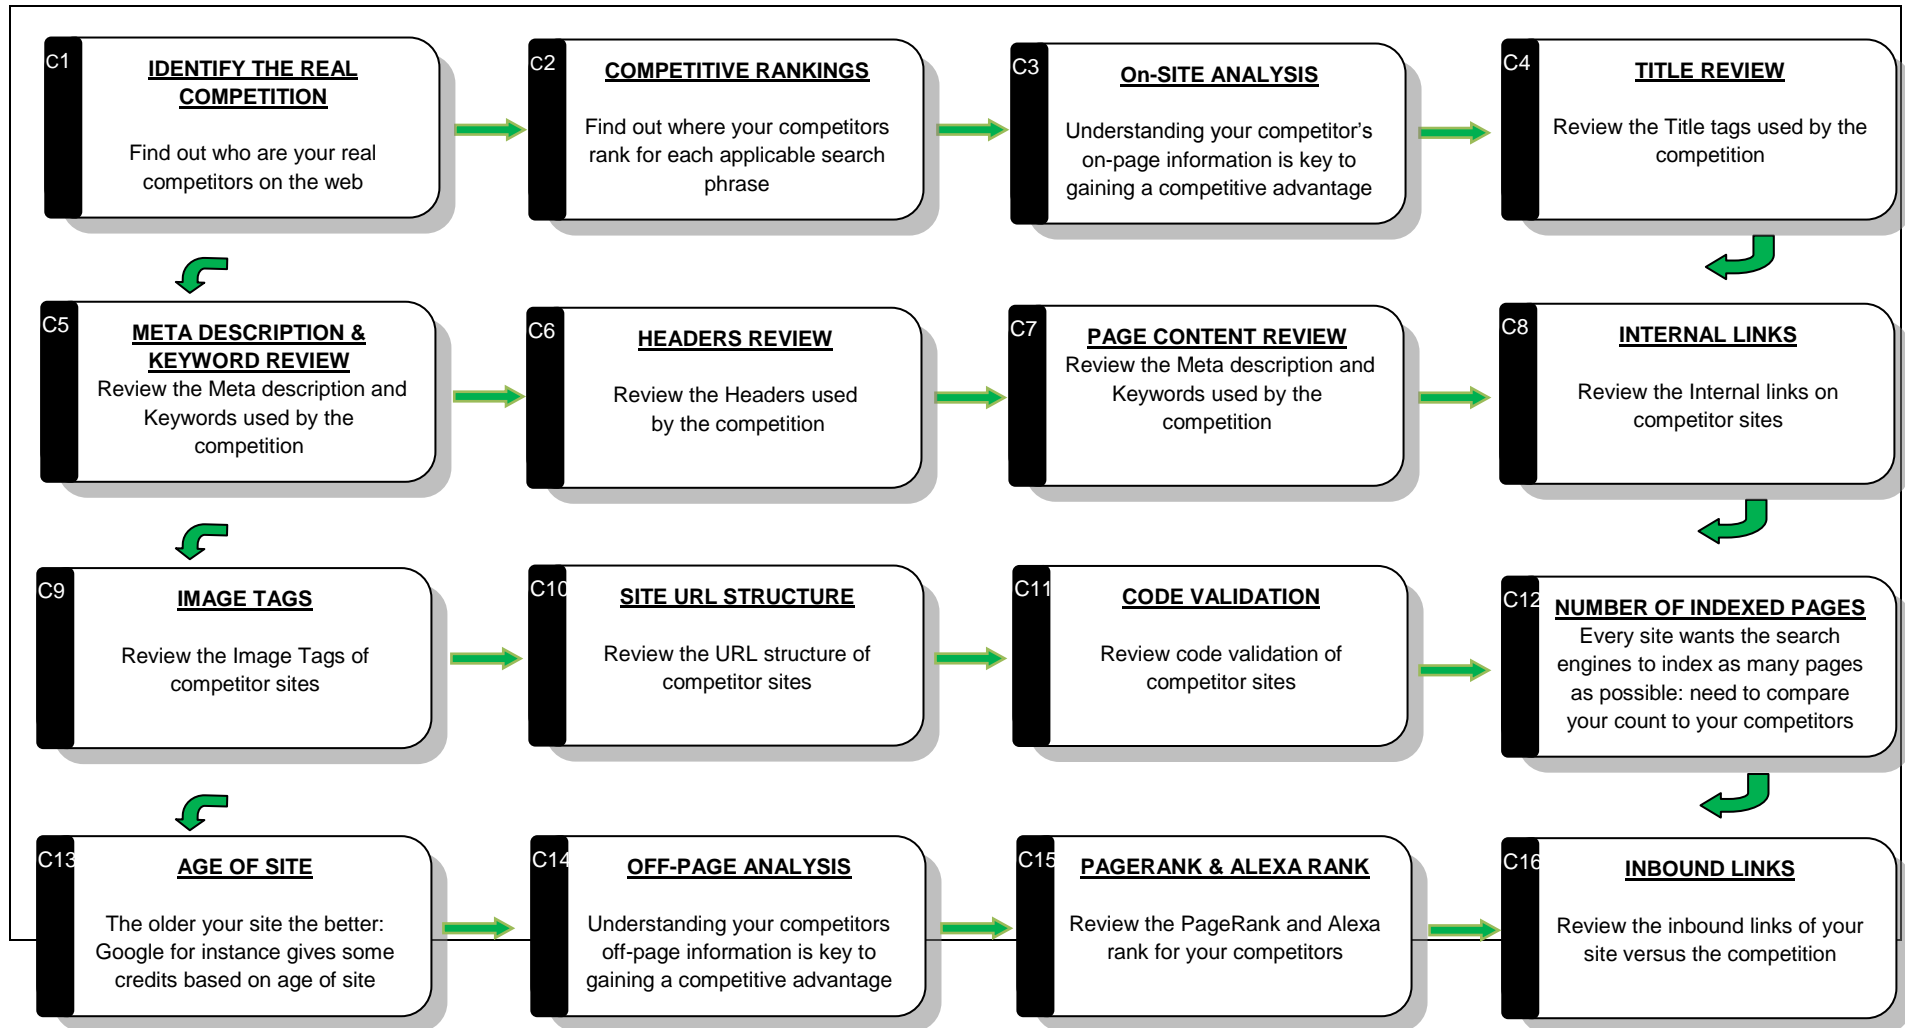 C1
IDENTIFY THE REAL
COMPETITION
Find out who are your real
competitors on the web
C2
COMPETITIVE RANKINGS
Find out where your competitors
rank for each applicable search
phrase
C3
On-SITE ANALYSIS
Understanding your competitor’s
on-page information is key to
gaining a competitive advantage
C4
TITLE REVIEW
Review the Title tags used by the
competition
C5
META DESCRIPTION &
KEYWORD REVIEW
Review the Meta description and
Keywords used by the
competition
C6
HEADERS REVIEW
Review the Headers used
by the competition
C7
PAGE CONTENT REVIEW
Review the Meta description and
Keywords used by the
competition
C8
INTERNAL LINKS
Review the Internal links on
competitor sites
C9
IMAGE TAGS
Review the Image Tags of
competitor sites
C10
SITE URL STRUCTURE
Review the URL structure of
competitor sites
C11
CODE VALIDATION
Review code validation of
competitor sites
C12
NUMBER OF INDEXED PAGES
Every site wants the search
engines to index as many pages
as possible: need to compare
your count to your competitors
C13
AGE OF SITE
The older your site the better:
Google for instance gives some
credits based on age of site
C14
OFF-PAGE ANALYSIS
Understanding your competitors
off-page information is key to
gaining a competitive advantage
C15
PAGERANK & ALEXA RANK
Review the PageRank and Alexa
rank for your competitors
C16
INBOUND LINKS
Review the inbound links of your
site versus the competition